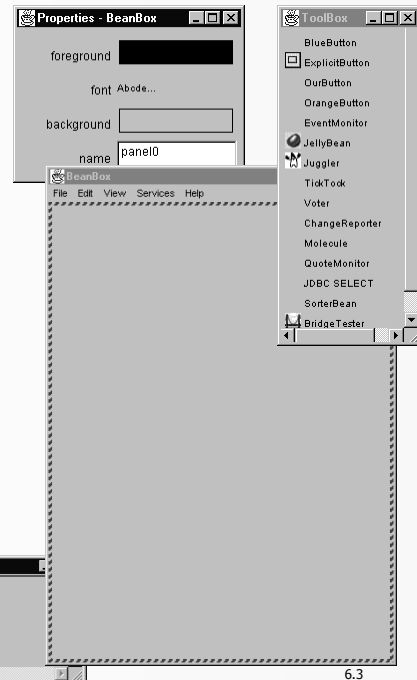 Properties - BeanBox
foreground
font Abcde...
background
name panel0
ToolBox
BlueButton
ExplicitButton
OurButton
OrangeButton
EventMonitor
JellyBean
Juggler
TickTock
Voter
ChangeReporter
Molecule
QuoteMonitor
JDBC SELECT
SorterBean
BridgeTester
BeanBox
File Edit View Services Help
6.3